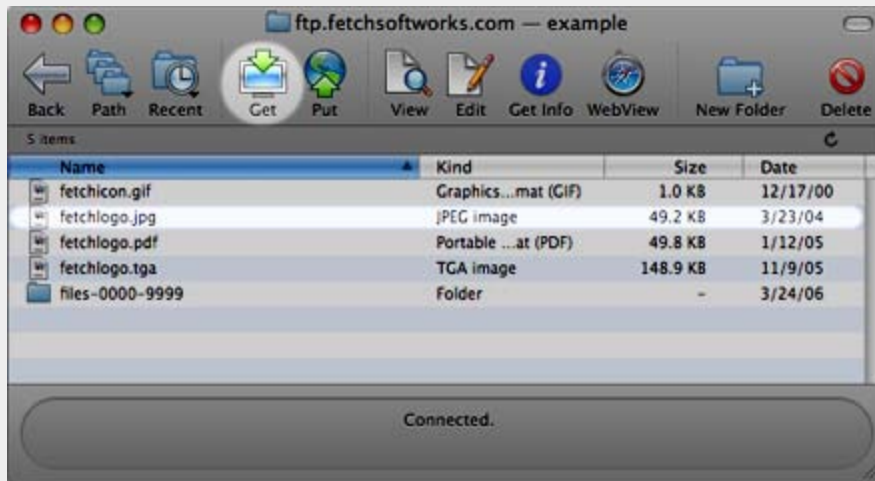 ftp.fetchsoftworks.com — example
Back Path Recent Get Put View Edit Get Info WebView New Folder Delete
5 items
Name Kind Size Date
fetchicon.gif Graphics...mat (GIF) 1.0 KB 12/17/00
fetchlogo.jpg JPEG image 49.2 KB 3/23/04
fetchlogo.pdf Portable ...at (PDF) 49.8 KB 1/12/05
fetchlogo.tga TGA image 148.9 KB 11/9/05
files-0000-9999 Folder - 3/24/06
Connected.